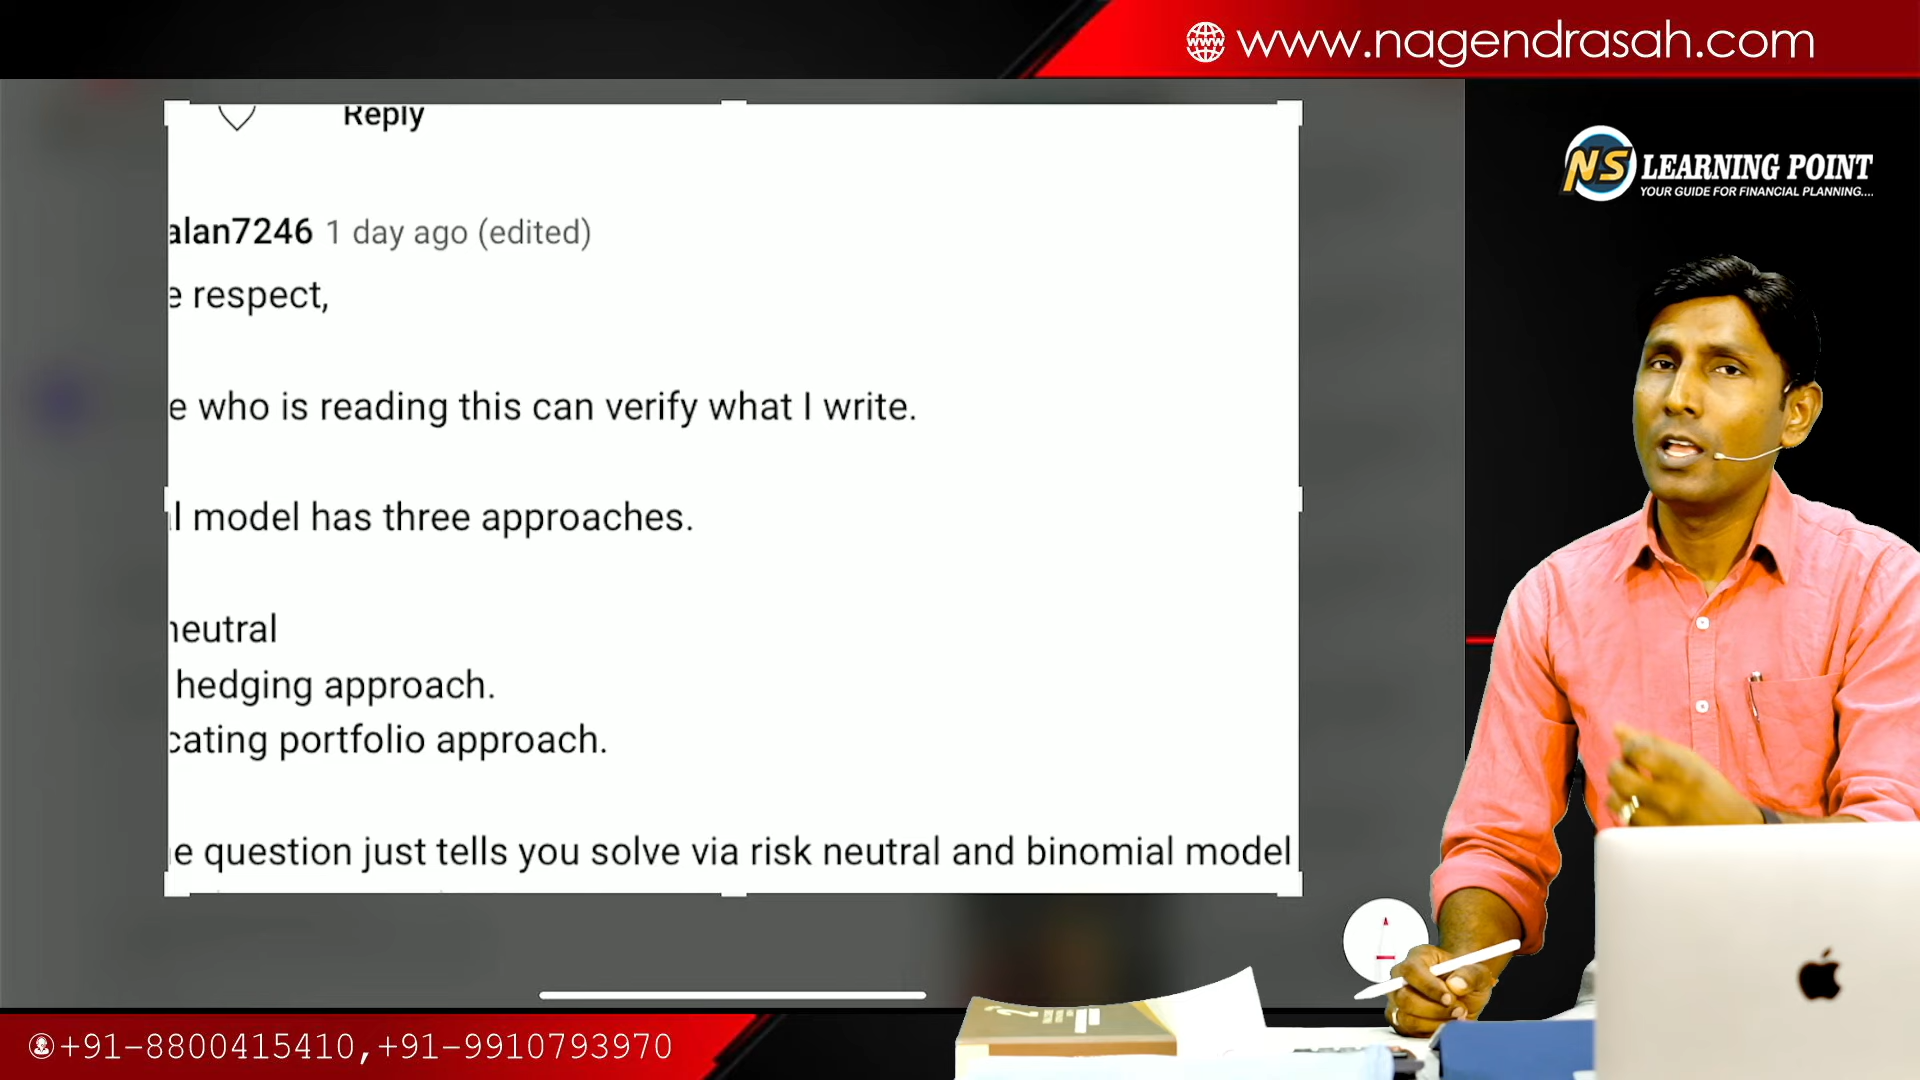 www.nagendrasah.com
Reply
alan7246 1 day ago (edited)
e respect,
e who is reading this can verify what I write.
l model has three approaches.
neutral
hedging approach.
cating portfolio approach.
e question just tells you solve via risk neutral and binomial model
NS LEARNING POINT
YOUR GUIDE FOR FINANCIAL PLANNING....
+91-8800415410,+91-9910793970